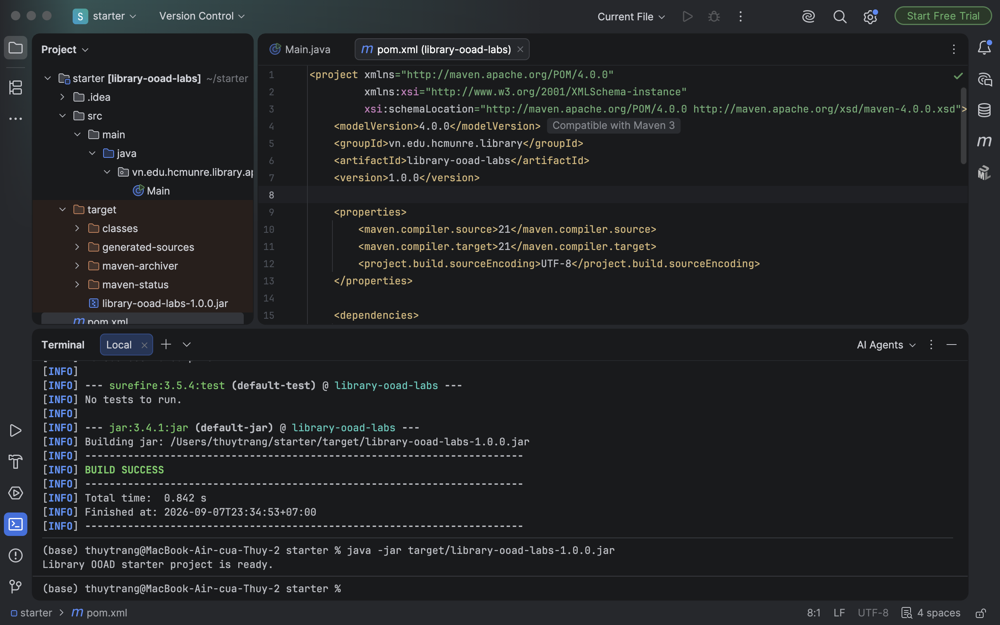 S starter Version Control Current File Start Free Trial
Project
starter [library-ooad-labs] ~/starter
.idea
src
main
java
vn.edu.hcmunre.library.ap
Main
target
classes
generated-sources
maven-archiver
maven-status
library-ooad-labs-1.0.0.jar
m pom.xml
Main.java m pom.xml (library-ooad-labs)
1 <project xmlns="http://maven.apache.org/POM/4.0.0"
2 xmlns:xsi="http://www.w3.org/2001/XMLSchema-instance"
3 xsi:schemaLocation="http://maven.apache.org/POM/4.0.0 http://maven.apache.org/xsd/maven-4.0.0.xsd">
4 <modelVersion>4.0.0</modelVersion> Compatible with Maven 3
5 <groupId>vn.edu.hcmunre.library</groupId>
6 <artifactId>library-ooad-labs</artifactId>
7 <version>1.0.0</version>
8
9 <properties>
10 <maven.compiler.source>21</maven.compiler.source>
11 <maven.compiler.target>21</maven.compiler.target>
12 <project.build.sourceEncoding>UTF-8</project.build.sourceEncoding>
13 </properties>
14
15 <dependencies>
m
UML
Terminal Local AI Agents
[INFO]
[INFO] --- surefire:3.5.4:test (default-test) @ library-ooad-labs ---
[INFO] No tests to run.
[INFO]
[INFO] --- jar:3.4.1:jar (default-jar) @ library-ooad-labs ---
[INFO] Building jar: /Users/thuytrang/starter/target/library-ooad-labs-1.0.0.jar
[INFO] ------------------------------------------------------------------------
[INFO] BUILD SUCCESS
[INFO] ------------------------------------------------------------------------
[INFO] Total time:  0.842 s
[INFO] Finished at: 2026-09-07T23:34:53+07:00
[INFO] ------------------------------------------------------------------------
(base) thuytrang@MacBook-Air-cua-Thuy-2 starter % java -jar target/library-ooad-labs-1.0.0.jar
Library OOAD starter project is ready.
(base) thuytrang@MacBook-Air-cua-Thuy-2 starter %
starter > m pom.xml 8:1 LF UTF-8 4 spaces